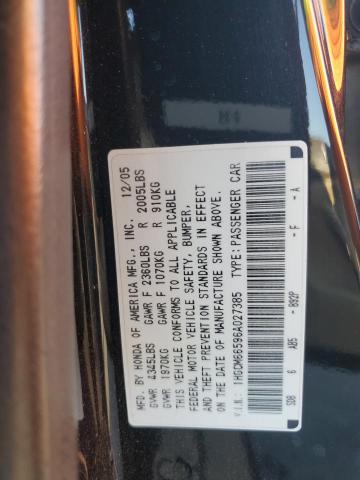 MFD. BY HONDA OF AMERICA MFG., INC. 12/05
GVWR 4345LBS GAWR F 2360LBS R 2005LBS
GVWR 1970KG GAWR F 1070KG R 910KG
THIS VEHICLE CONFORMS TO ALL APPLICABLE
FEDERAL MOTOR VEHICLE SAFETY, BUMPER,
AND THEFT PREVENTION STANDARDS IN EFFECT
ON THE DATE OF MANUFACTURE SHOWN ABOVE.
V.I.N.: 1HGCM66596A027385 TYPE:PASSENGER CAR
SDB 6 AB5 - B92P - F - A